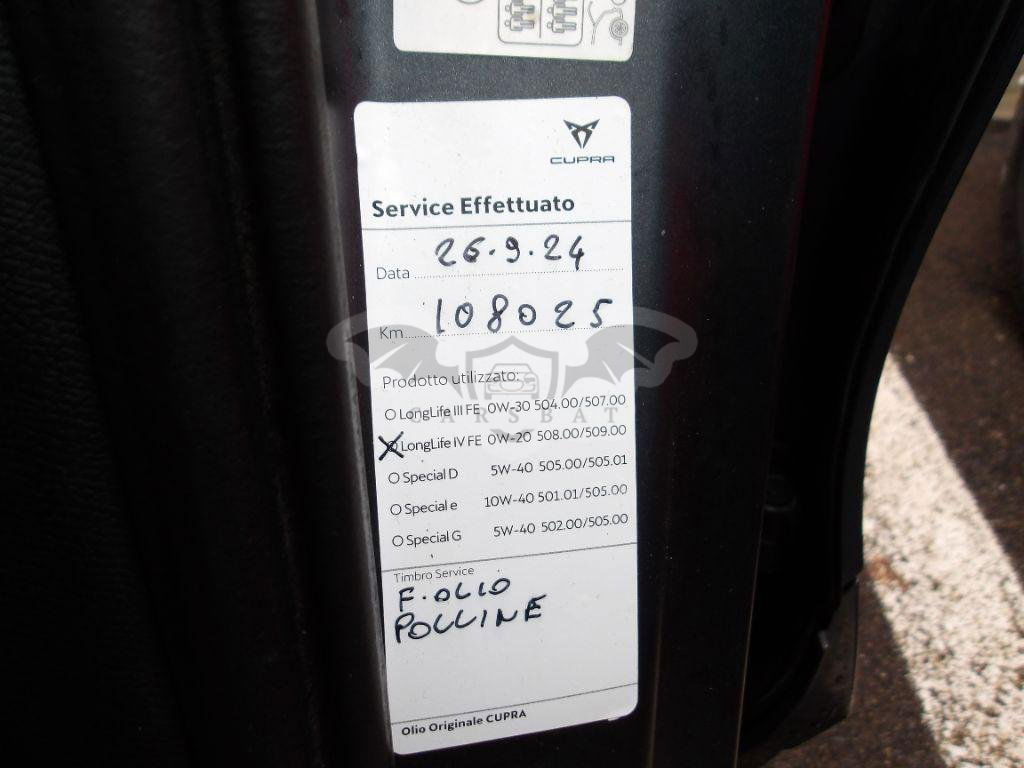 CUPRA
Service Effettuato
Data 26.9.24
Km 108025
Prodotto utilizzato:
LongLife III FE 0W-30 504.00/507.00
CARSBAT
LongLife IV FE 0W-20 508.00/509.00
Special D 5W-40 505.00/505.01
Special e 10W-40 501.01/505.00
Special G 5W-40 502.00/505.00
Timbro Service
F. OLIO
POLLINE
Olio Originale CUPRA